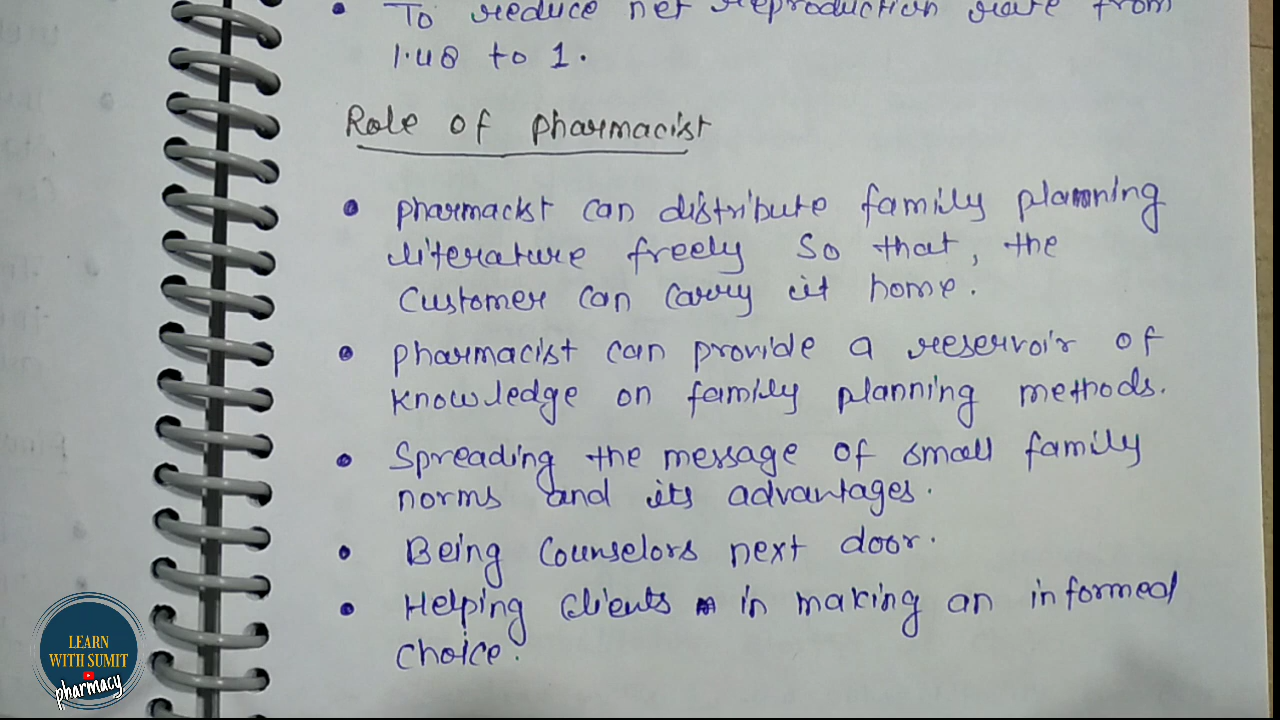 • To reduce net reproduction rate from
1.48 to 1.
Role of pharmacist
• pharmacist can distribute family planning
literature freely so that, the
customer can carry it home.
• pharmacist can provide a reservoir of
knowledge on family planning methods.
• Spreading the message of small family
norms and its advantages.
• Being counselors next door.
• Helping clients in making an informed
choice.
LEARN
WITH SUMIT
pharmacy